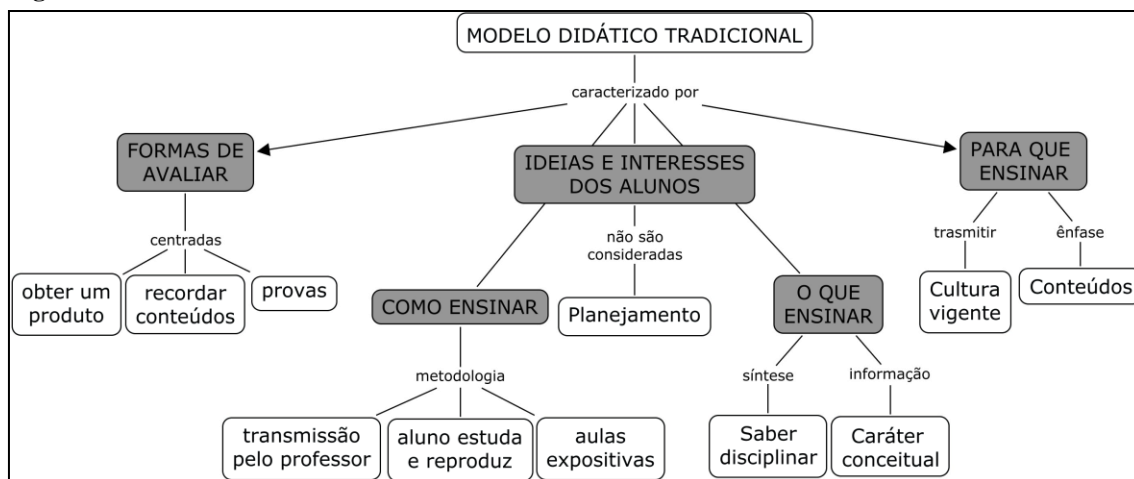 MODELO DIDÁTICO TRADICIONAL
caracterizado por
FORMAS DE
AVALIAR
IDEIAS E INTERESSES
DOS ALUNOS
PARA QUE
ENSINAR
centradas
não são
consideradas
trasmitir
ênfase
obter um
produto
recordar
conteúdos
provas
COMO ENSINAR
Planejamento
O QUE
ENSINAR
Cultura
vigente
Conteúdos
metodologia
síntese
informação
transmissão
pelo professor
aluno estuda
e reproduz
aulas
expositivas
Saber
disciplinar
Caráter
conceitual